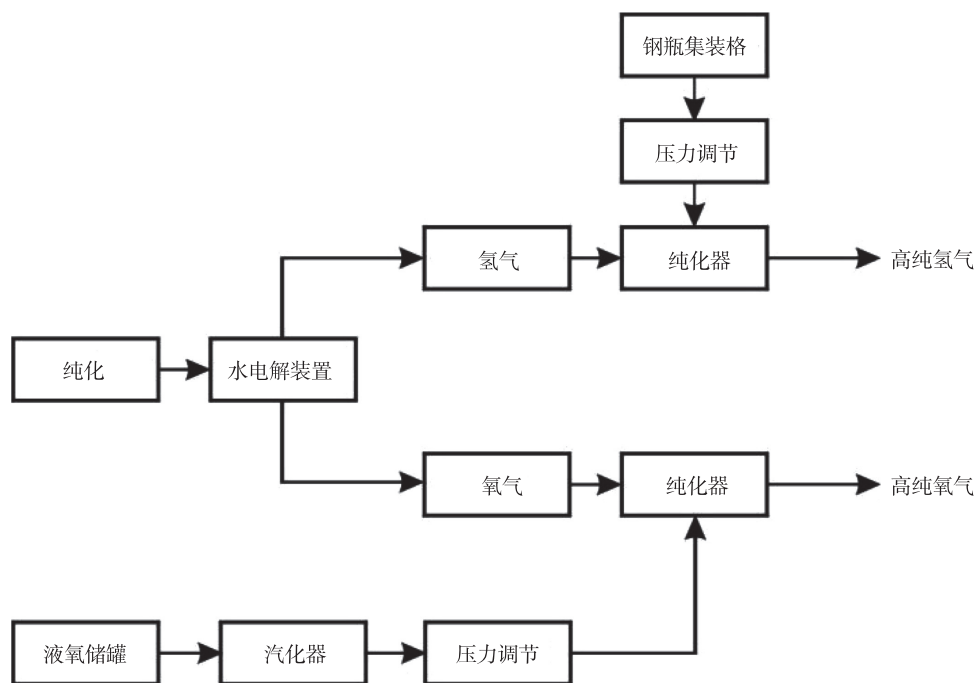 钢瓶集装格
压力调节
氢气
纯化器
高纯氢气
纯化
水电解装置
氧气
纯化器
高纯氧气
液氧储罐
汽化器
压力调节